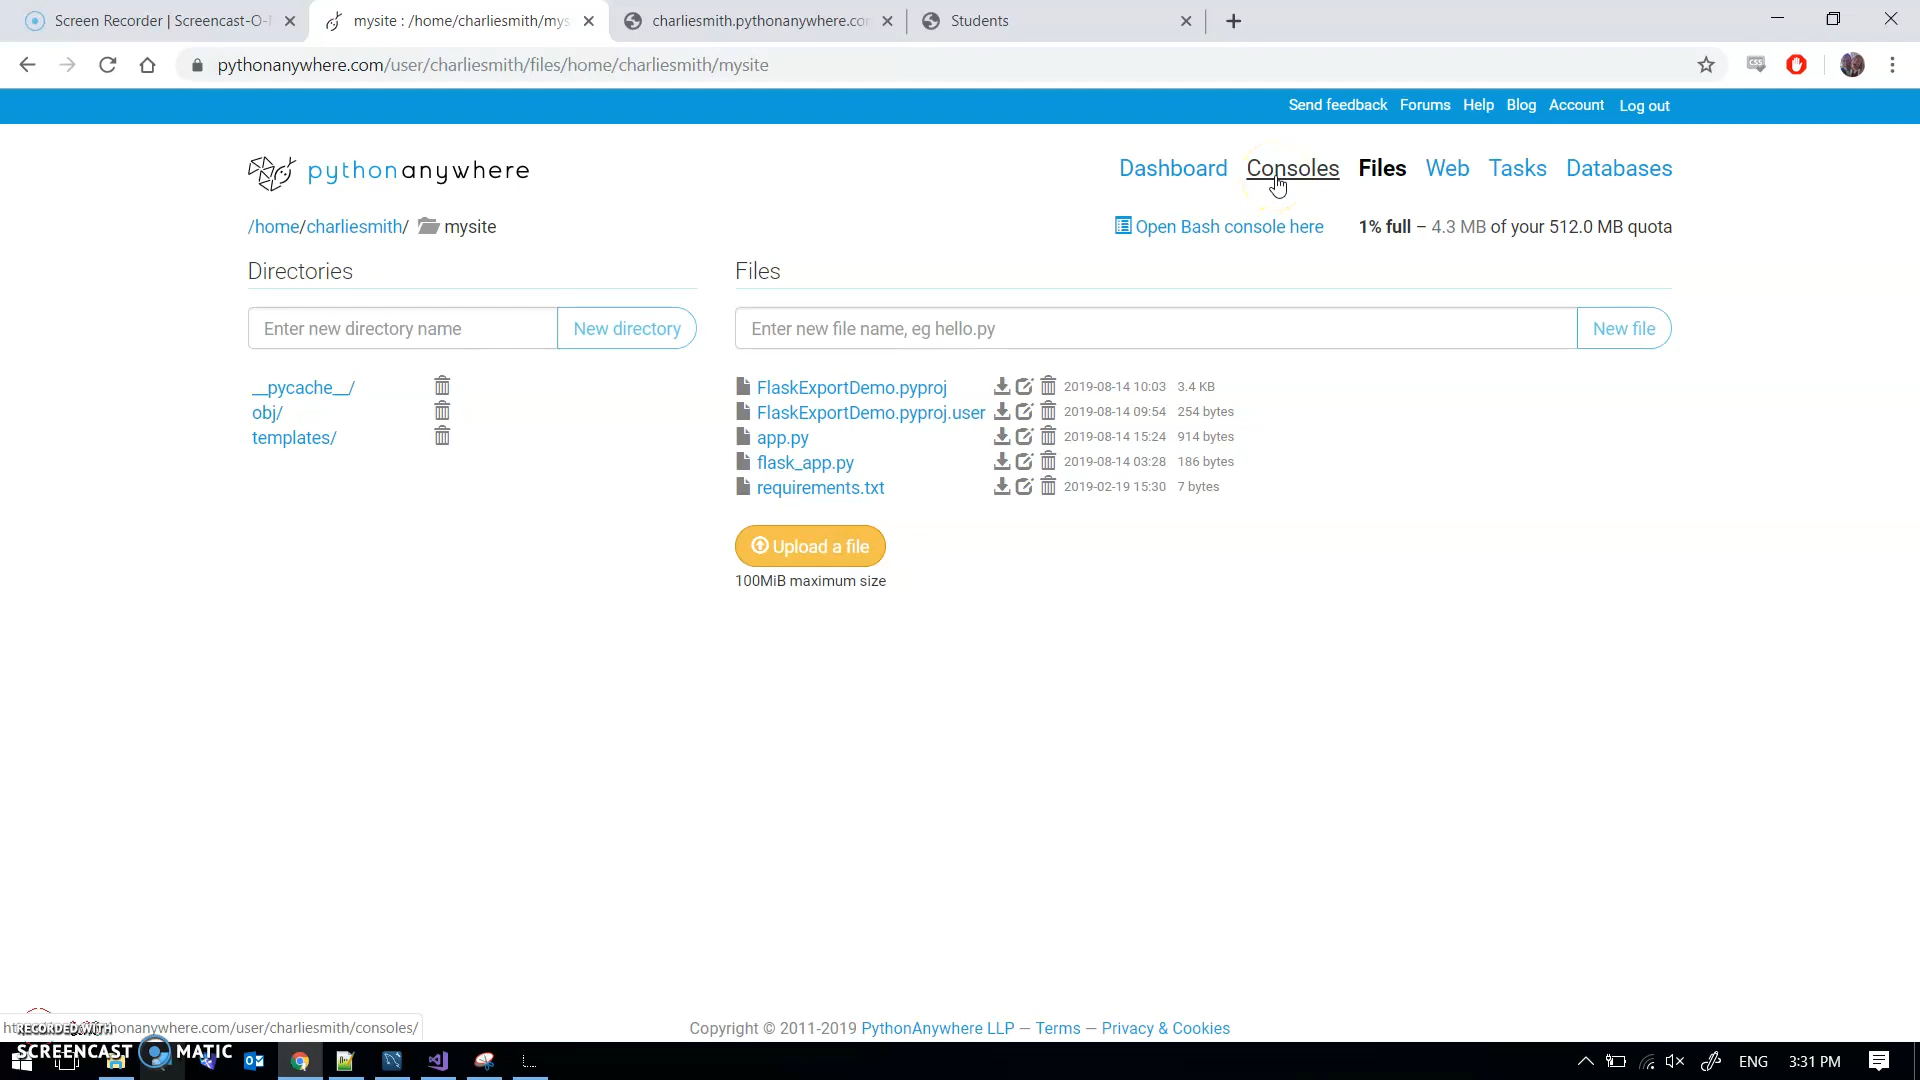 Screen Recorder | Screencast-O-
mysite : /home/charliesmith/mys
charliesmith.pythonanywhere.co
Students
pythonanywhere.com/user/charliesmith/files/home/charliesmith/mysite
Send feedback Forums Help Blog Account Log out
pythonanywhere
Dashboard Consoles Files Web Tasks Databases
/home/charliesmith/ mysite
Open Bash console here
1% full – 4.3 MB of your 512.0 MB quota
Directories
Files
Enter new directory name
New directory
Enter new file name, eg hello.py
New file
__pycache__/
obj/
templates/
FlaskExportDemo.pyproj 2019-08-14 10:03 3.4 KB
FlaskExportDemo.pyproj.user 2019-08-14 09:54 254 bytes
app.py 2019-08-14 15:24 914 bytes
flask_app.py 2019-08-14 03:28 186 bytes
requirements.txt 2019-02-19 15:30 7 bytes
Upload a file
100MiB maximum size
Copyright © 2011-2019 PythonAnywhere LLP — Terms — Privacy & Cookies
nonanywhere.com/user/charliesmith/consoles/
RECORDED WITH
SCREENCAST MATIC
ENG
3:31 PM